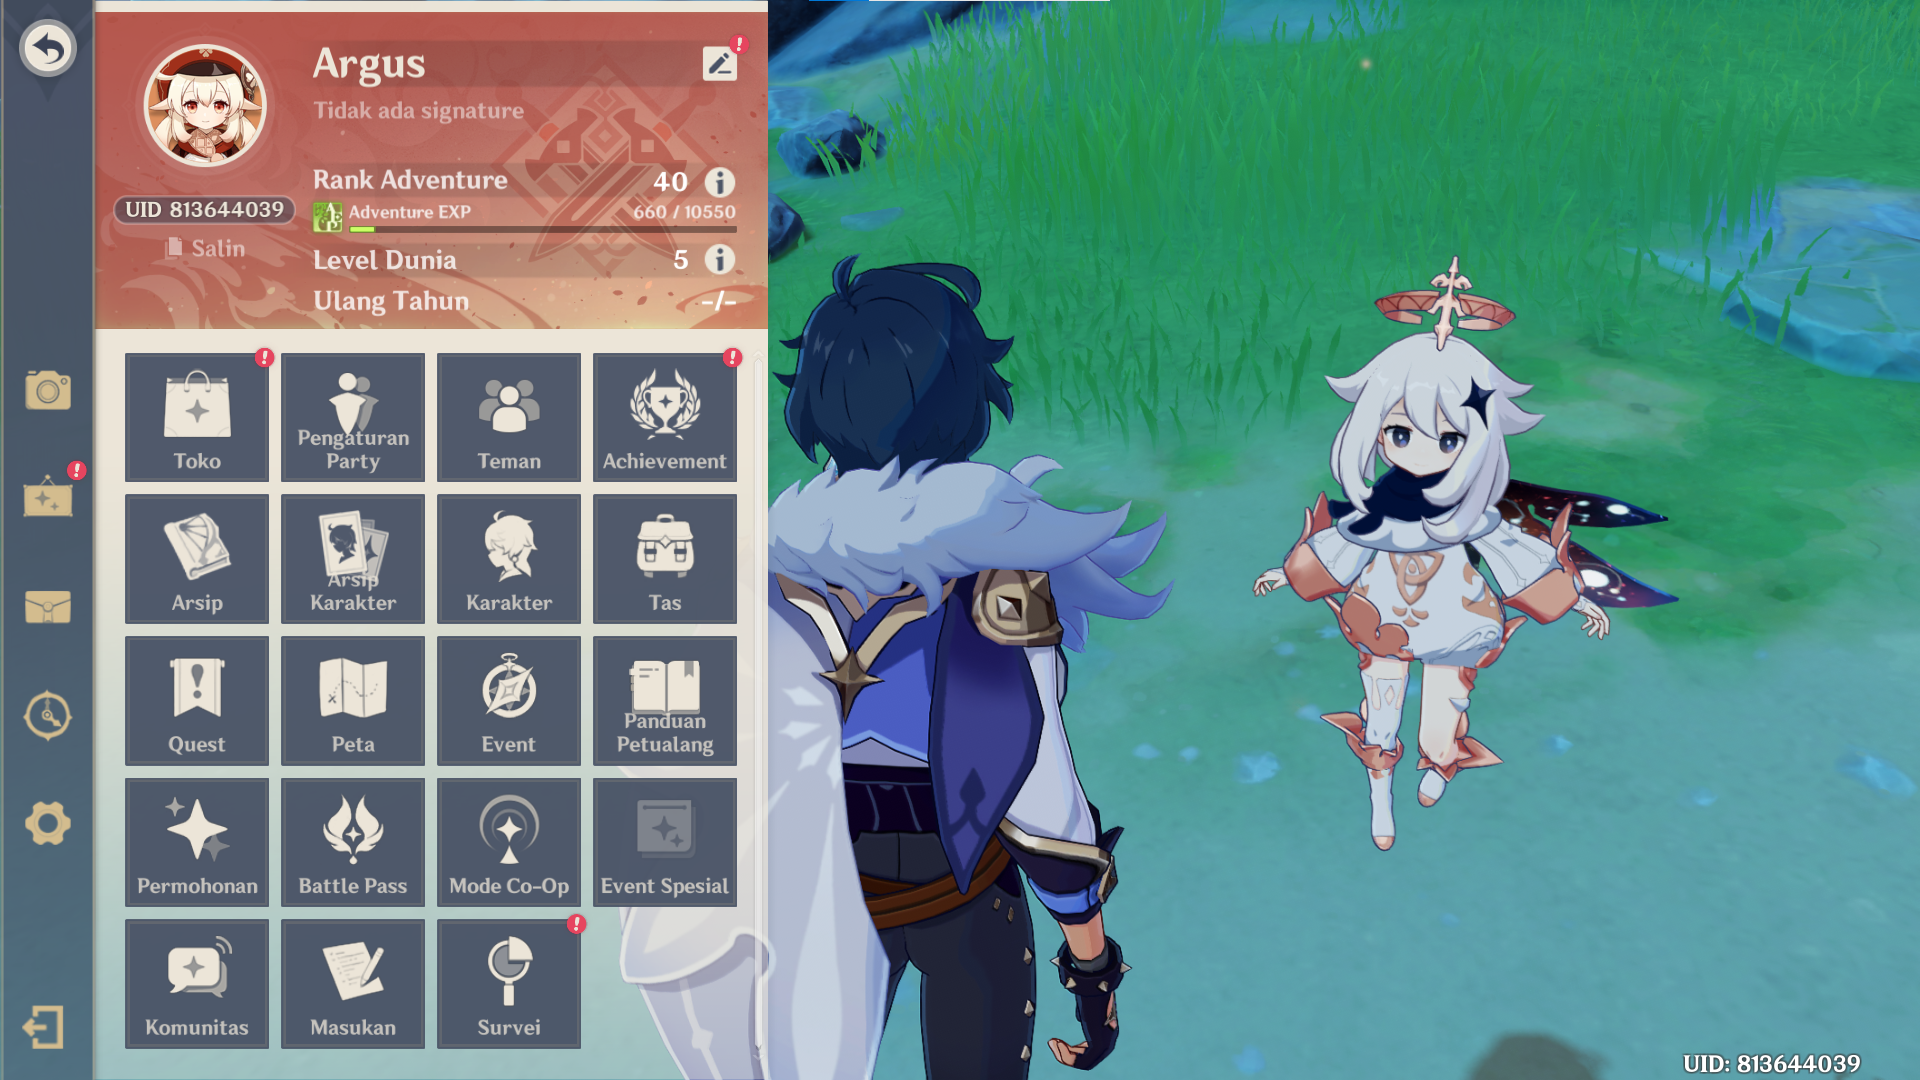 Argus
Tidak ada signature
Rank Adventure 40
UID 813644039
Adventure EXP 660 / 10550
Salin
Level Dunia 5
Ulang Tahun -/-
Toko
Pengaturan
Party
Teman
Achievement
Arsip
Arsip
Karakter
Karakter
Tas
Quest
Peta
Event
Panduan
Petualang
Permohonan
Battle Pass
Mode Co-Op
Event Spesial
Komunitas
Masukan
Survei
UID: 813644039